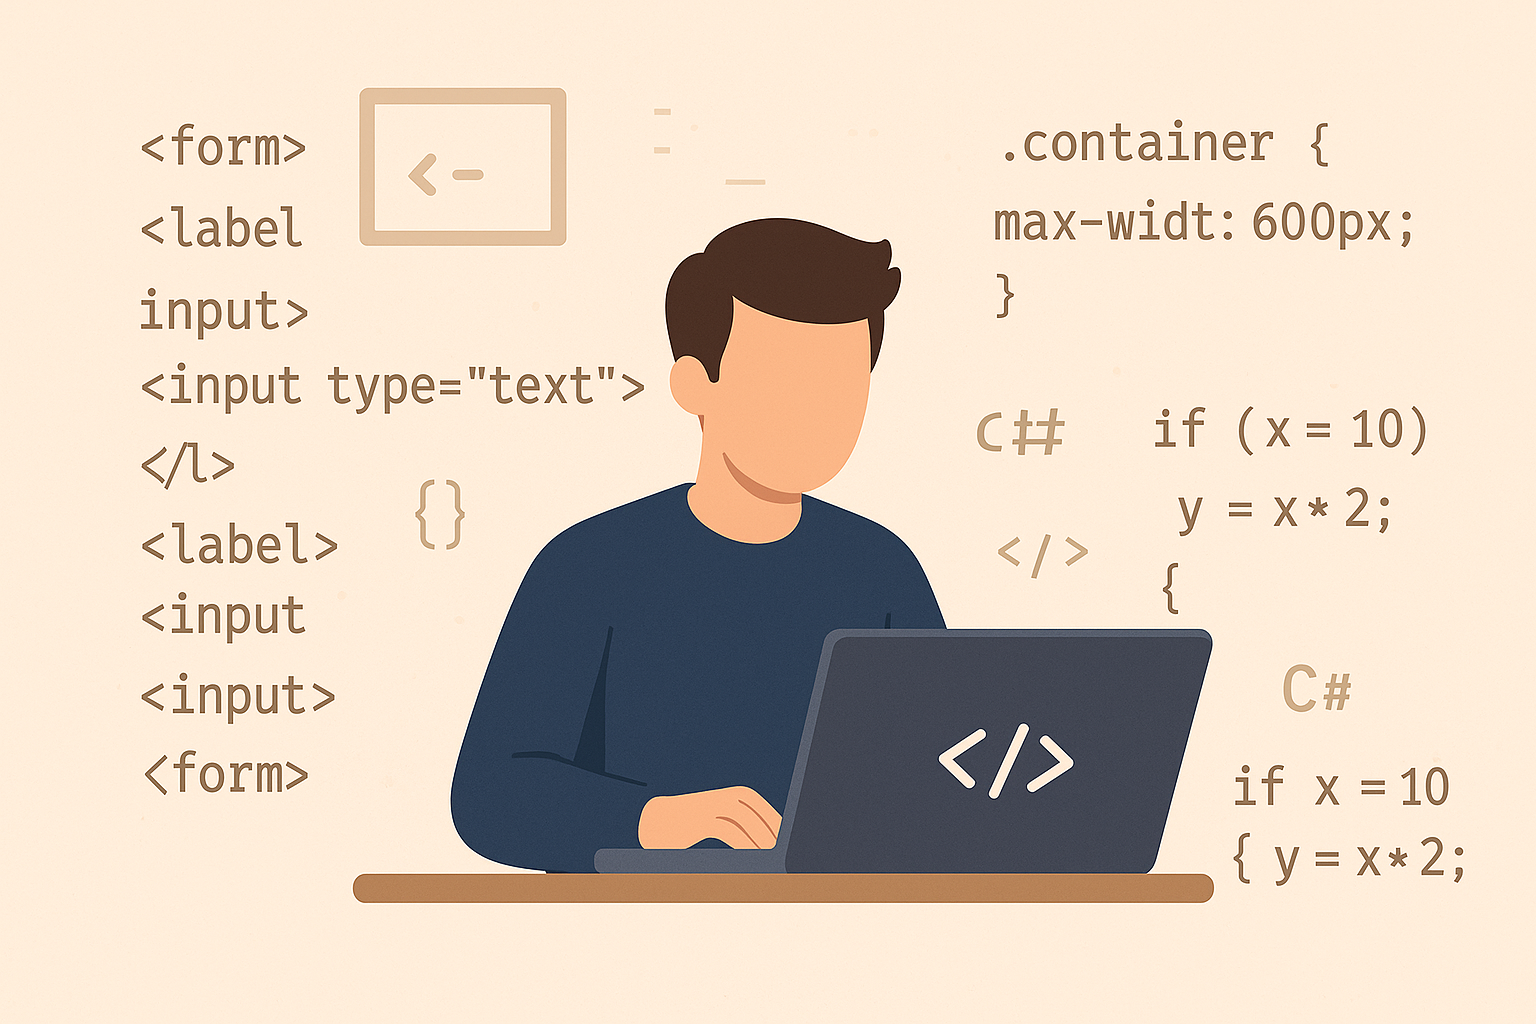 <form>
<label
input>
<input type="text">
</l>
<label>
<input
<input>
<form>
<-
{}
.container {
max-widt: 600px;
}
c##
if (x = 10)
y = x* 2;
{
</>
C#
if x = 10
{ y = x*2;
</>